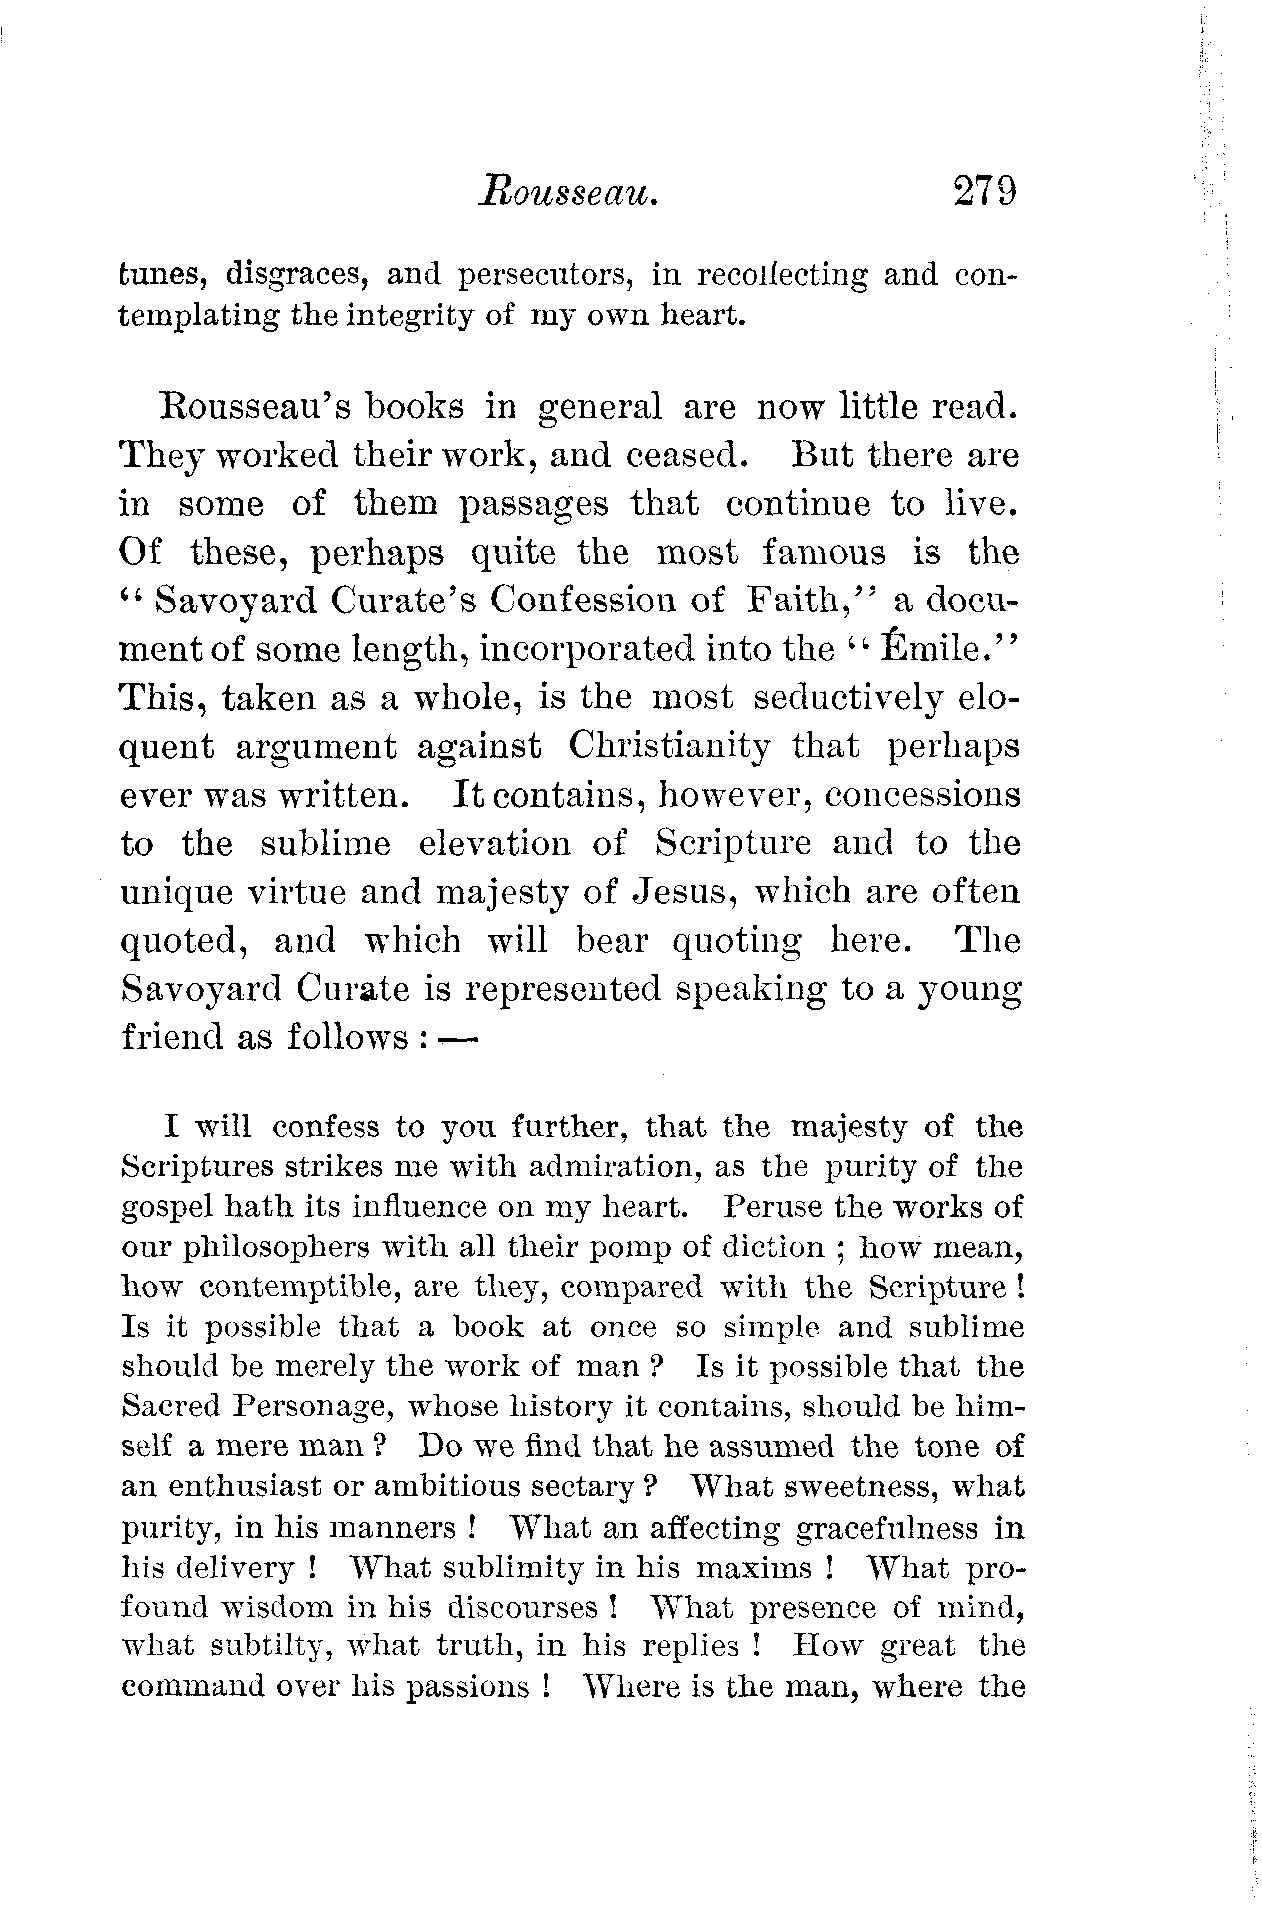 Rousseau. 279
tunes, disgraces, and persecutors, in recollecting and con-
templating the integrity of my own heart.
Rousseau's books in general are now little read.
They worked their work, and ceased. But there are
in some of them passages that continue to live.
Of these, perhaps quite the most famous is the
“ Savoyard Curate's Confession of Faith,” a docu-
ment of some length, incorporated into the “ Émile.”
This, taken as a whole, is the most seductively elo-
quent argument against Christianity that perhaps
ever was written. It contains, however, concessions
to the sublime elevation of Scripture and to the
unique virtue and majesty of Jesus, which are often
quoted, and which will bear quoting here. The
Savoyard Curate is represented speaking to a young
friend as follows : —
I will confess to you further, that the majesty of the
Scriptures strikes me with admiration, as the purity of the
gospel hath its influence on my heart. Peruse the works of
our philosophers with all their pomp of diction ; how mean,
how contemptible, are they, compared with the Scripture !
Is it possible that a book at once so simple and sublime
should be merely the work of man ? Is it possible that the
Sacred Personage, whose history it contains, should be him-
self a mere man ? Do we find that he assumed the tone of
an enthusiast or ambitious sectary ? What sweetness, what
purity, in his manners ! What an affecting gracefulness in
his delivery ! What sublimity in his maxims ! What pro-
found wisdom in his discourses ! What presence of mind,
what subtilty, what truth, in his replies ! How great the
command over his passions ! Where is the man, where the